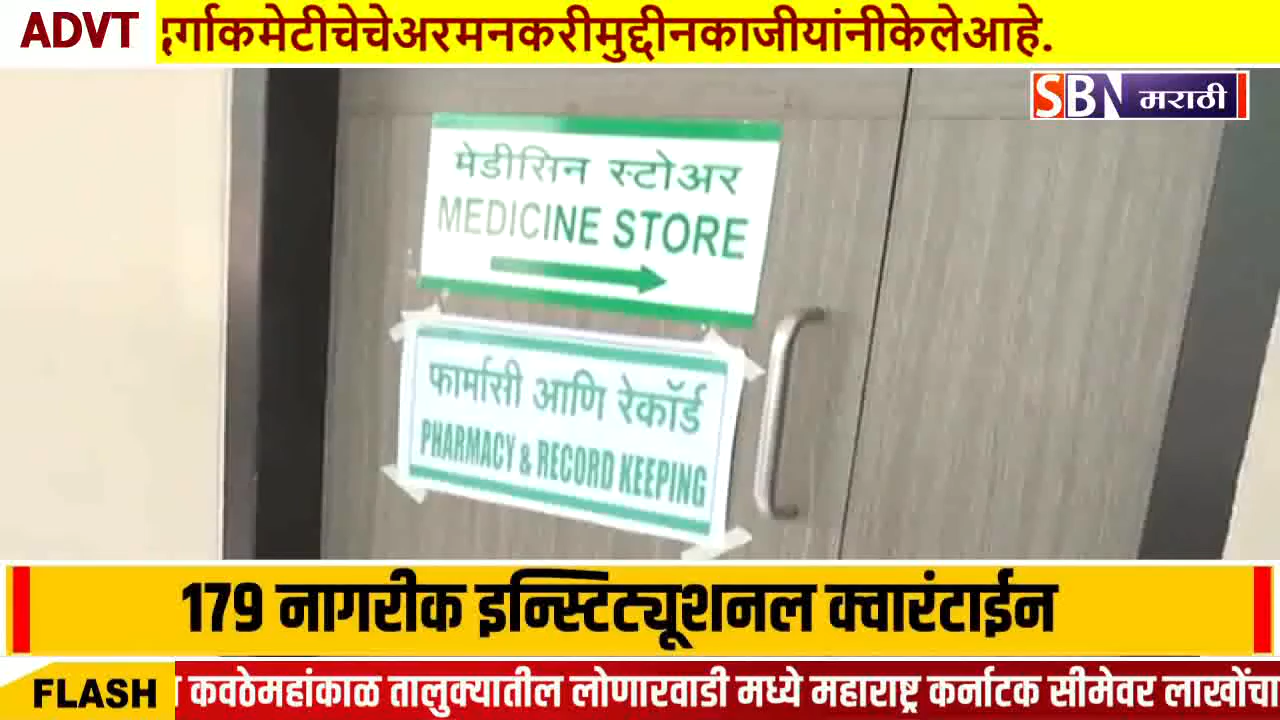 ADVT
दर्गाकमेटीचेचेअरमनकरीमुद्दीनकाजीयांनीकेलेआहे.
SBN मराठी
मेडीसिन स्टोअर
MEDICINE STORE
फार्मासी आणि रेकॉर्ड
PHARMACY & RECORD KEEPING
179 नागरीक इन्स्टिट्यूशनल क्वारंटाईन
FLASH
कवठेमहांकाळ तालुक्यातील लोणारवाडी मध्ये महाराष्ट्र कर्नाटक सीमेवर लाखोंचा